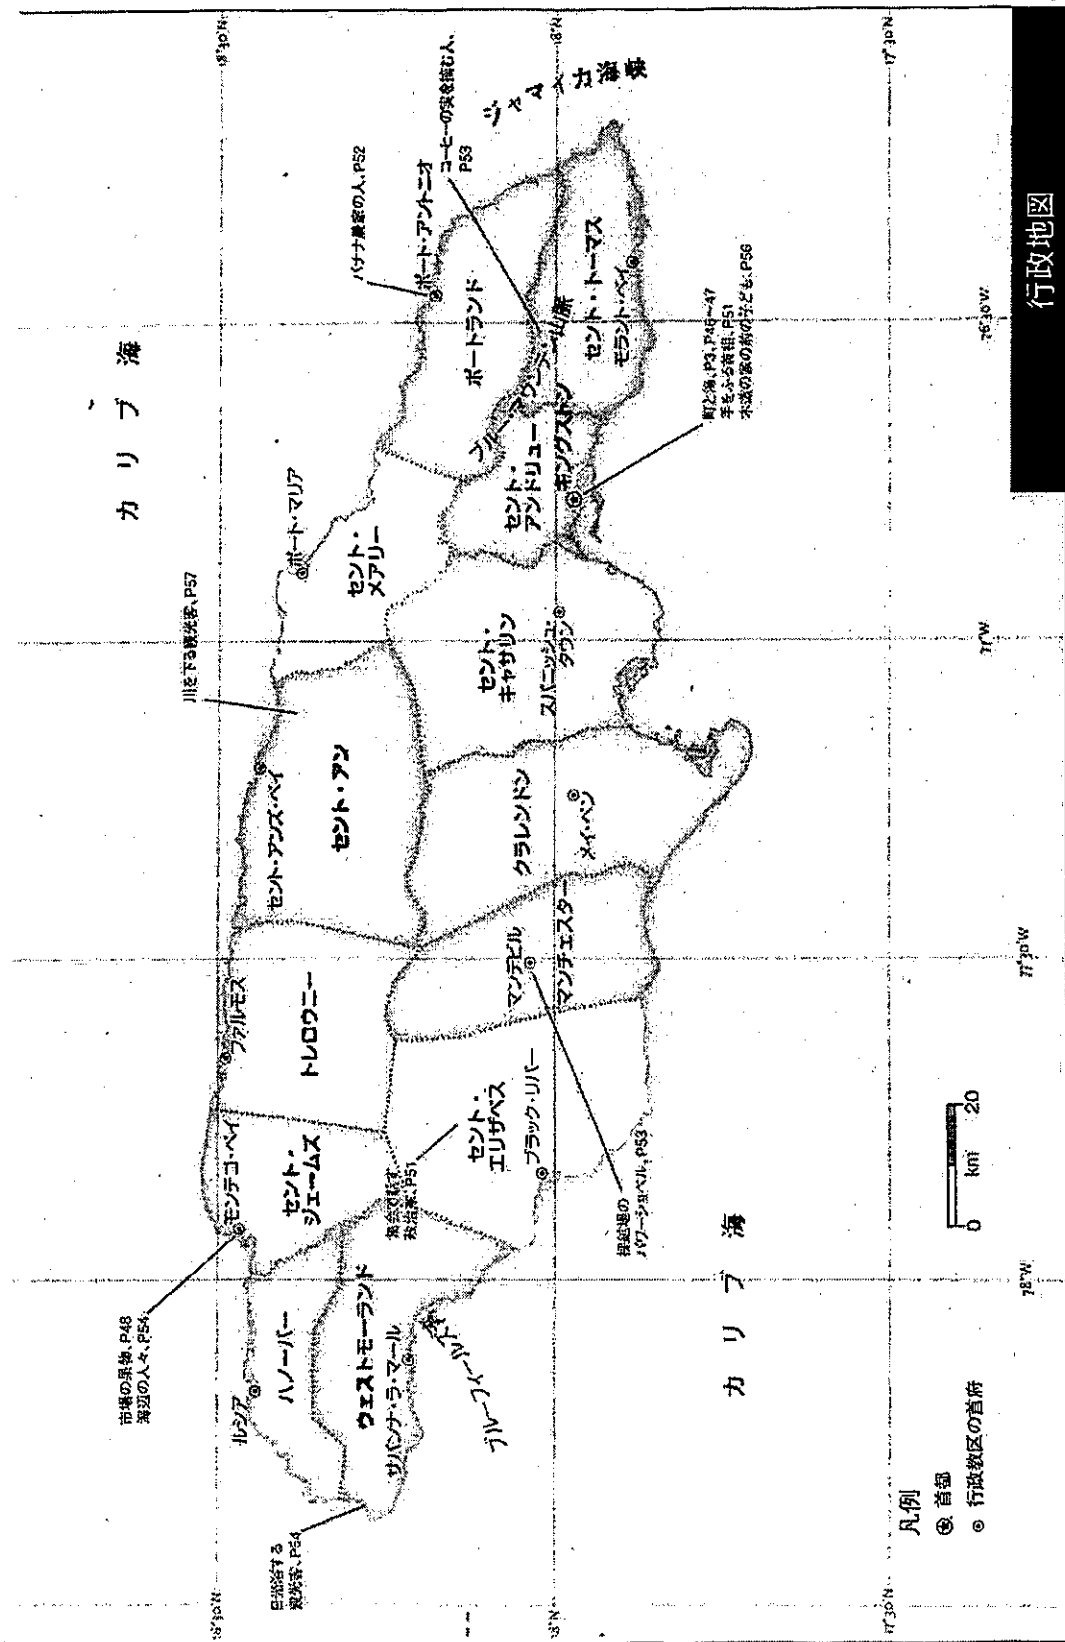 行政地図
カリブ海
ジャマイカ海峡
カリブ海
18°30'N
18°N
17°30'N
18°30'N
18°N
17°30'N
78°W
77°30'W
77°W
76°30'W
市場の果物、P48
海辺の人々、P54
日光浴する
観光客、P54
川を下る観光客、P57
バナナ農家の人、P52
コーヒーの実を摘む人、
P53
集会で話す
政治家、P51
採鉱場の
パワーショベル、P53
町と海、P3、P46〜47
手をふる首相、P51
木造の家の前の子ども、P56
ルシア
ハノーバー
ウェストモーランド
サバンナ・ラ・マール
ブルーフィールド
モンテゴ・ベイ
セント・
ジェームズ
ファルモス
トレロウニー
セント・
エリザベス
ブラック・リバー
マンデビル
マンチェスター
セント・アンズ・ベイ
セント・アン
クラレンドン
メイ・ペン
ポート・マリア
セント・
メアリー
セント・
キャサリン
スパニッシュ・
タウン
セント・
アンドリュー
キングストン
ブルー・マウンテン山脈
ポート・アントニオ
ポートランド
セント・トーマス
モラント・ベイ
凡例
首都
行政教区の首府
0 km 20